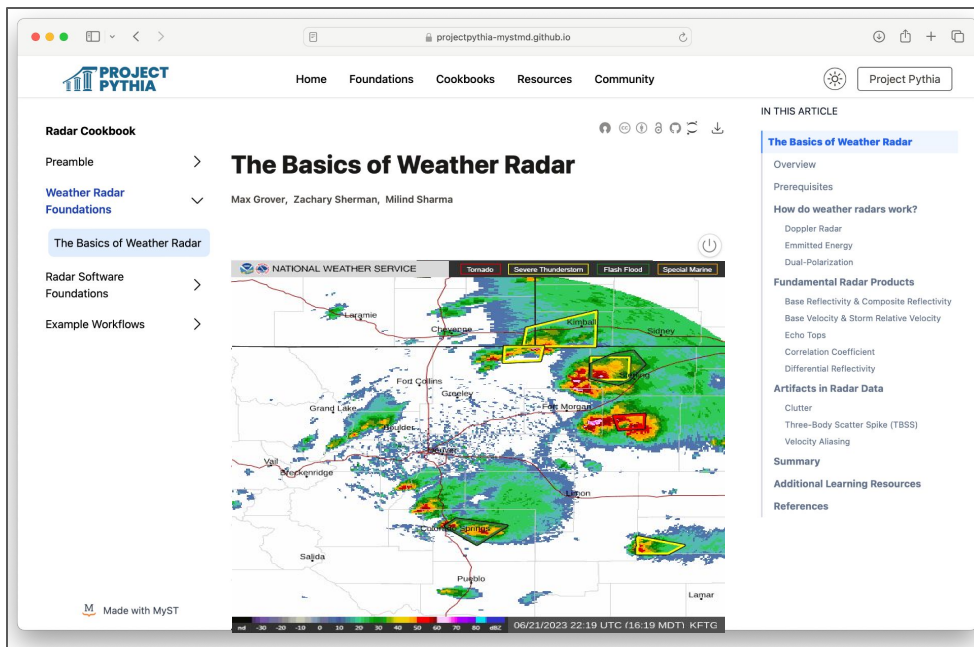 projectpythia-mystmd.github.io
PROJECT
PYTHIA
Home Foundations Cookbooks Resources Community
Project Pythia
Radar Cookbook
Preamble
Weather Radar
Foundations
The Basics of Weather Radar
Radar Software
Foundations
Example Workflows
M Made with MyST
The Basics of Weather Radar
Max Grover, Zachary Sherman, Milind Sharma
NATIONAL WEATHER SERVICE Tornado Severe Thunderstorm Flash Flood Special Marine
Laramie
Cheyenne
Kimball
Sidney
Fort Collins
Greeley
Grand Lake
Fort Morgan
Boulder
Vail
Breckenridge
Limon
Colorado Springs
Salida
Pueblo
Lamar
nd -30 -20 -10 0 10 20 30 40 50 60 70 80 dBZ 06/21/2023 22:19 UTC (16:19 MDT) KFTG
IN THIS ARTICLE
The Basics of Weather Radar
Overview
Prerequisites
How do weather radars work?
Doppler Radar
Emmitted Energy
Dual-Polarization
Fundamental Radar Products
Base Reflectivity & Composite Reflectivity
Base Velocity & Storm Relative Velocity
Echo Tops
Correlation Coefficient
Differential Reflectivity
Artifacts in Radar Data
Clutter
Three-Body Scatter Spike (TBSS)
Velocity Aliasing
Summary
Additional Learning Resources
References